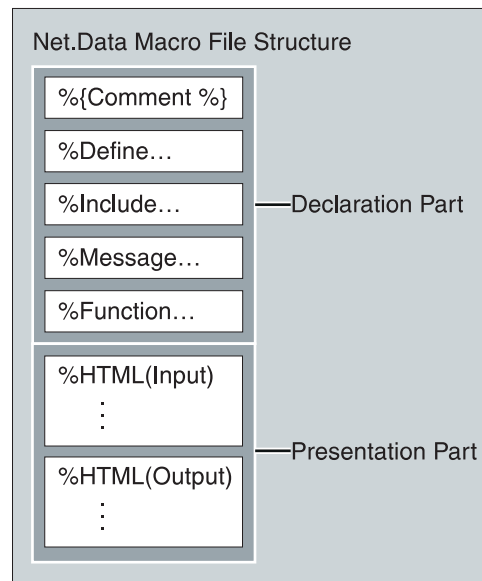 Net.Data Macro File Structure
%{Comment %}
%Define…
%Include…
Declaration Part
%Message…
%Function…
%HTML(Input)
⋮
Presentation Part
%HTML(Output)
⋮